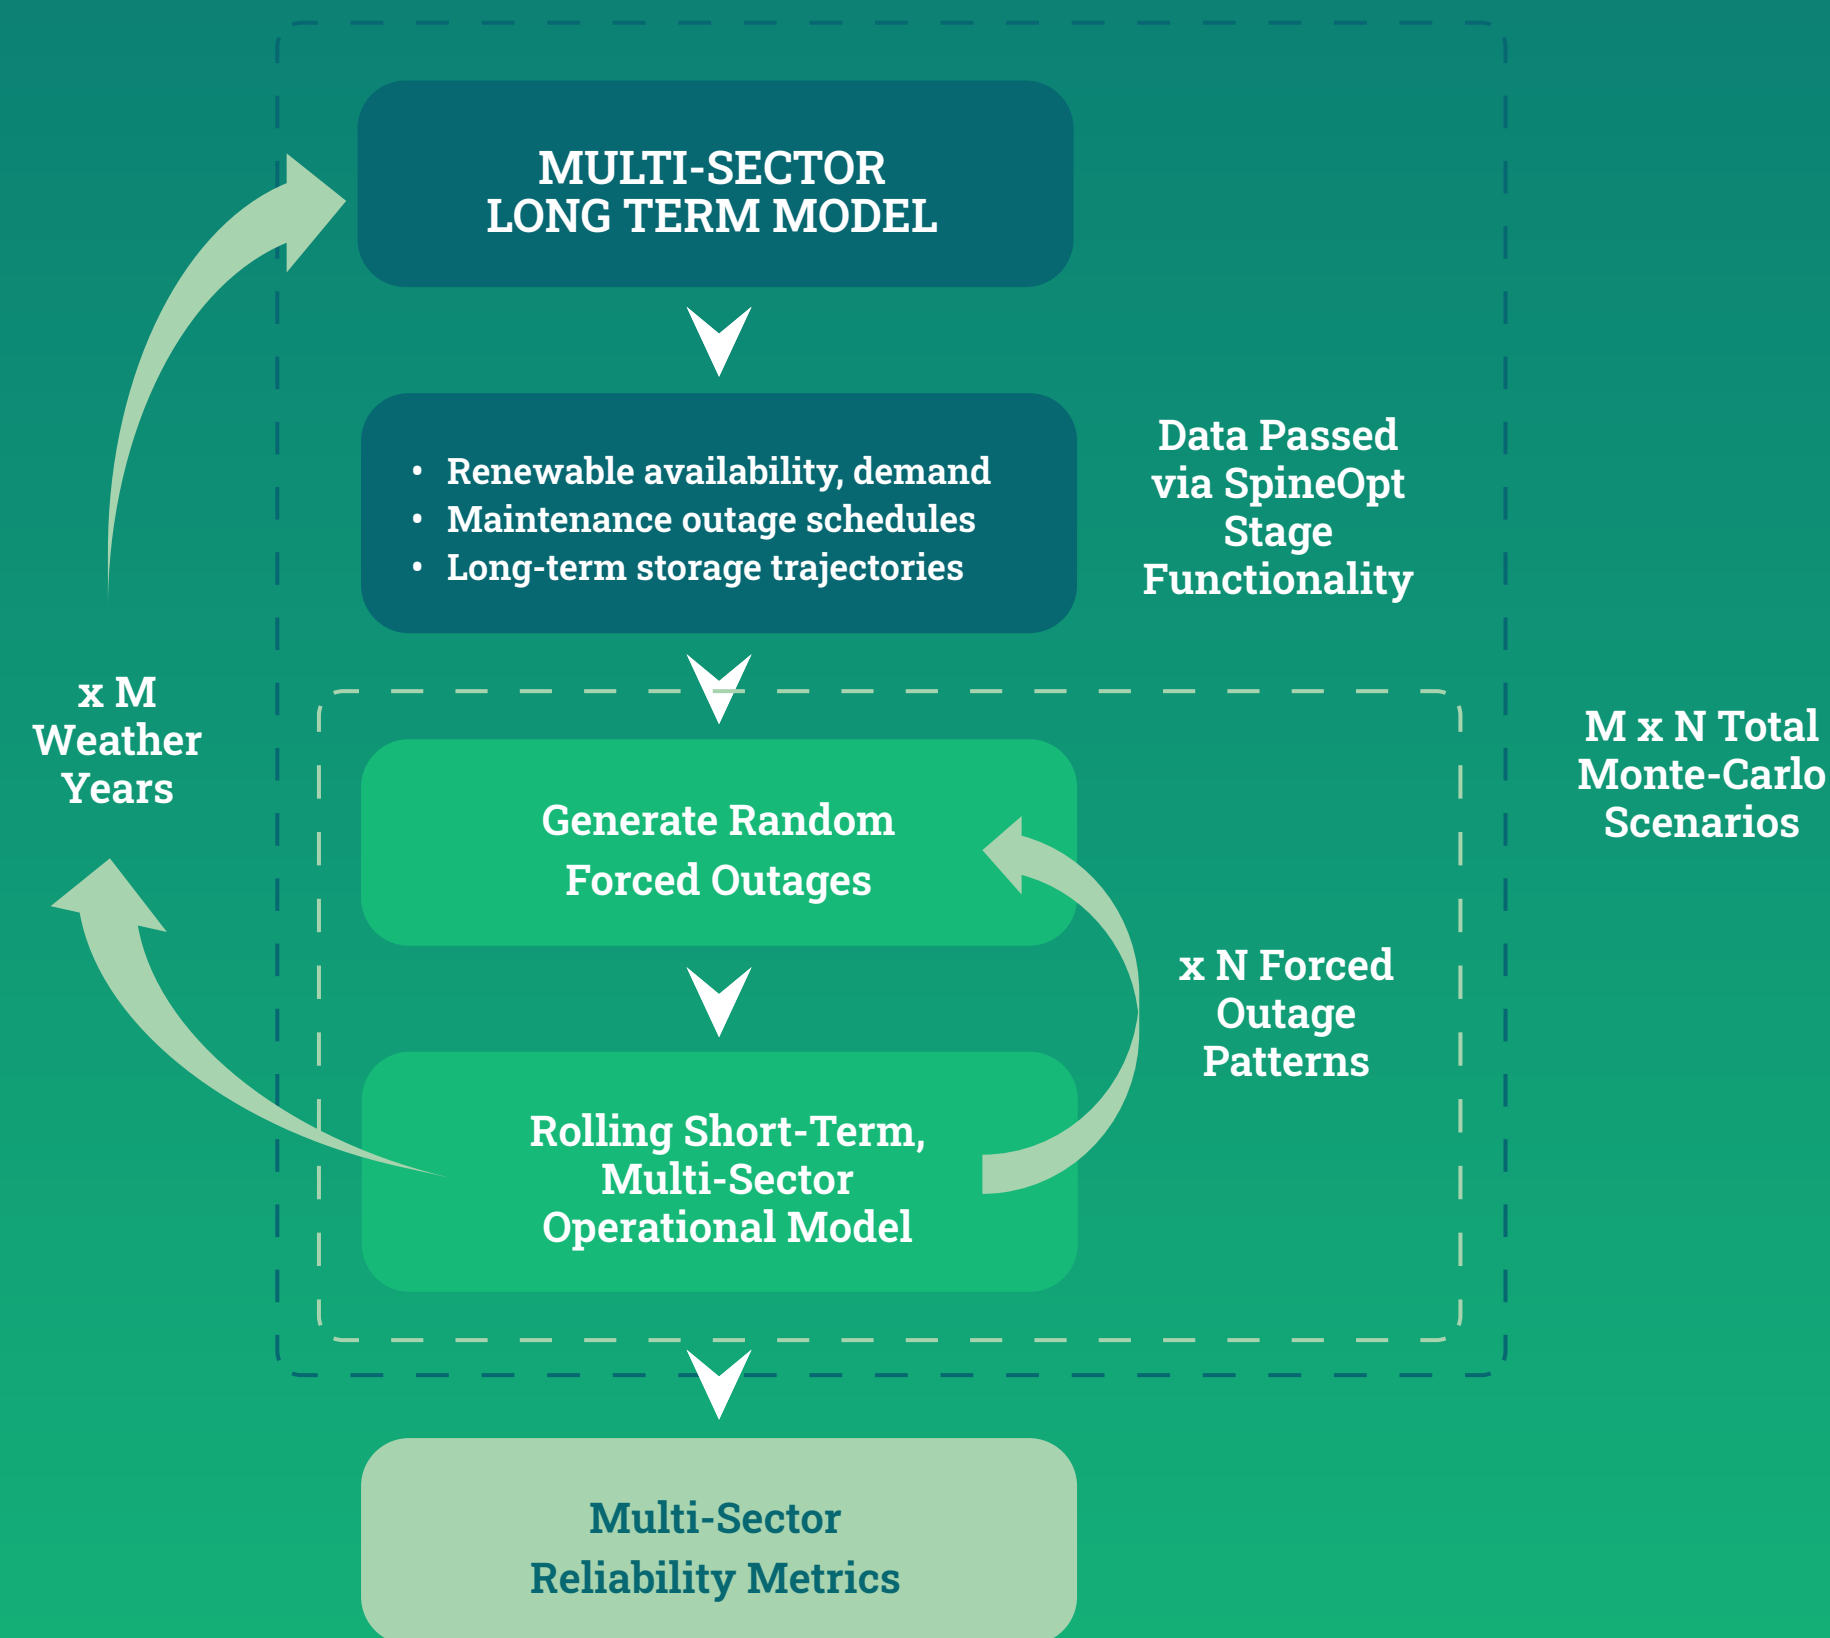 MULTI-SECTOR
LONG TERM MODEL
• Renewable availability, demand
• Maintenance outage schedules
• Long-term storage trajectories
Data Passed
via SpineOpt
Stage
Functionality
x M
Weather
Years
M x N Total
Monte-Carlo
Scenarios
Generate Random
Forced Outages
x N Forced
Outage
Patterns
Rolling Short-Term,
Multi-Sector
Operational Model
Multi-Sector
Reliability Metrics